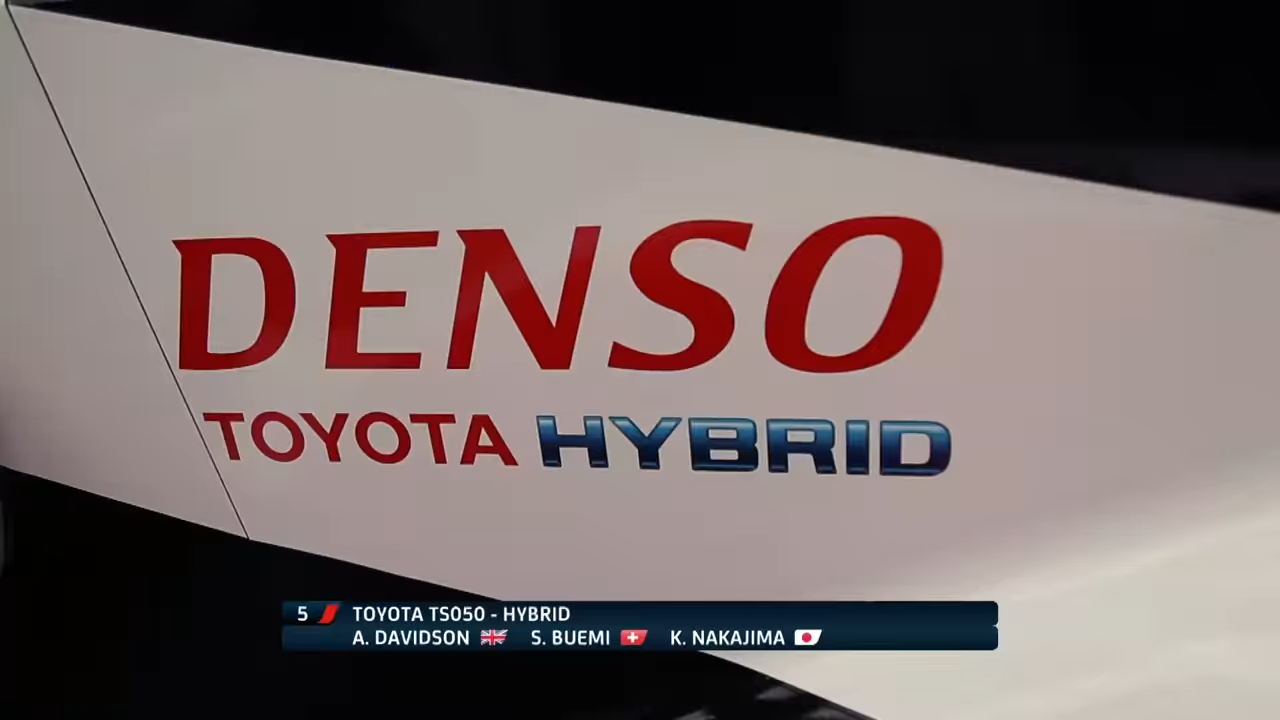 DENSO
TOYOTA HYBRID
5 TOYOTA TS050 - HYBRID
A. DAVIDSON S. BUEMI K. NAKAJIMA